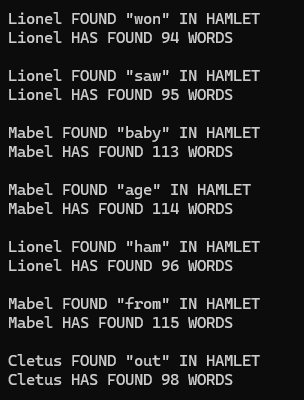 Lionel FOUND "won" IN HAMLET
Lionel HAS FOUND 94 WORDS
Lionel FOUND "saw" IN HAMLET
Lionel HAS FOUND 95 WORDS
Mabel FOUND "baby" IN HAMLET
Mabel HAS FOUND 113 WORDS
Mabel FOUND "age" IN HAMLET
Mabel HAS FOUND 114 WORDS
Lionel FOUND "ham" IN HAMLET
Lionel HAS FOUND 96 WORDS
Mabel FOUND "from" IN HAMLET
Mabel HAS FOUND 115 WORDS
Cletus FOUND "out" IN HAMLET
Cletus HAS FOUND 98 WORDS